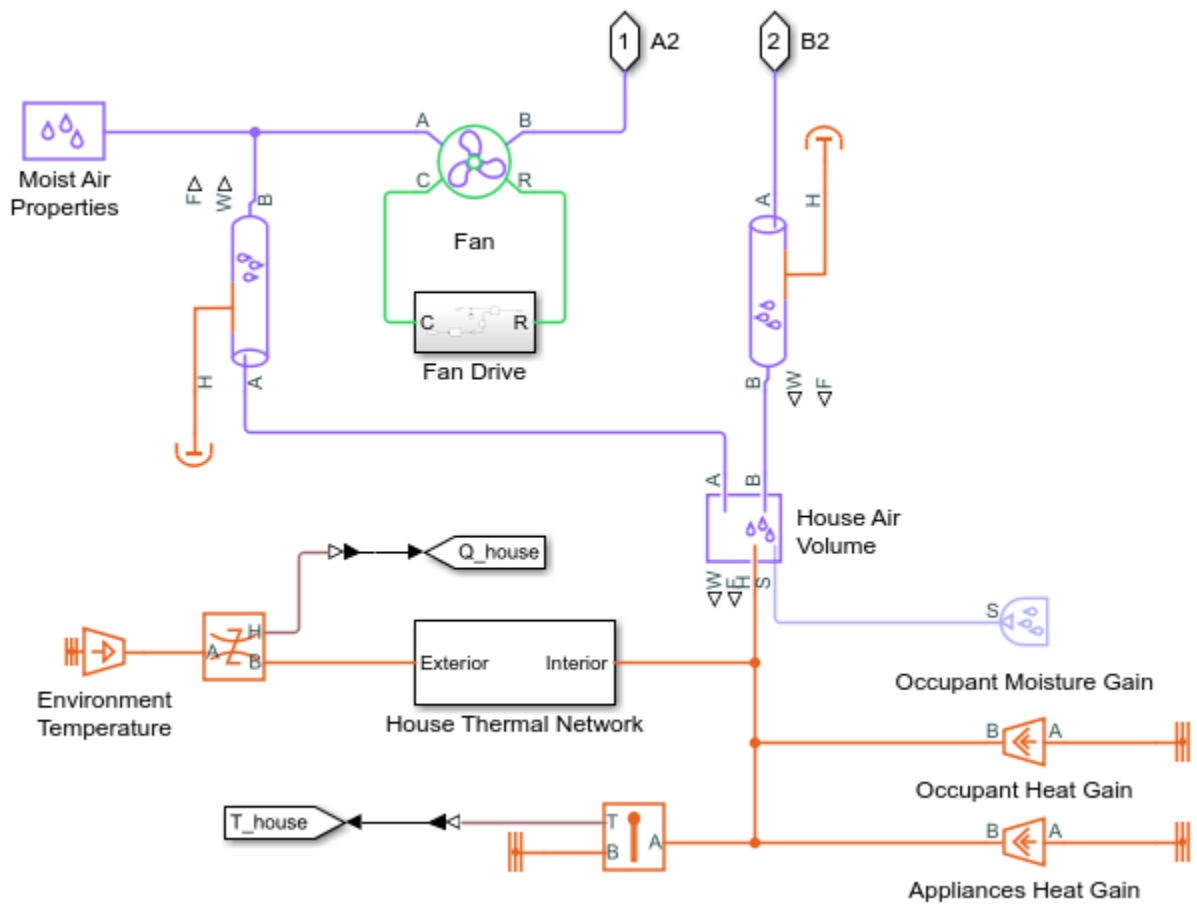 1 A2
2 B2
A B
Moist Air
Properties
F W B
C R
A H
Fan
C R
Fan Drive
H A
B W F
A B
House Air
Volume
Q_house
W F H S
S
H
A B
Exterior Interior
Environment
Temperature
House Thermal Network
Occupant Moisture Gain
B A
Occupant Heat Gain
T_house
T
B A
B A
Appliances Heat Gain